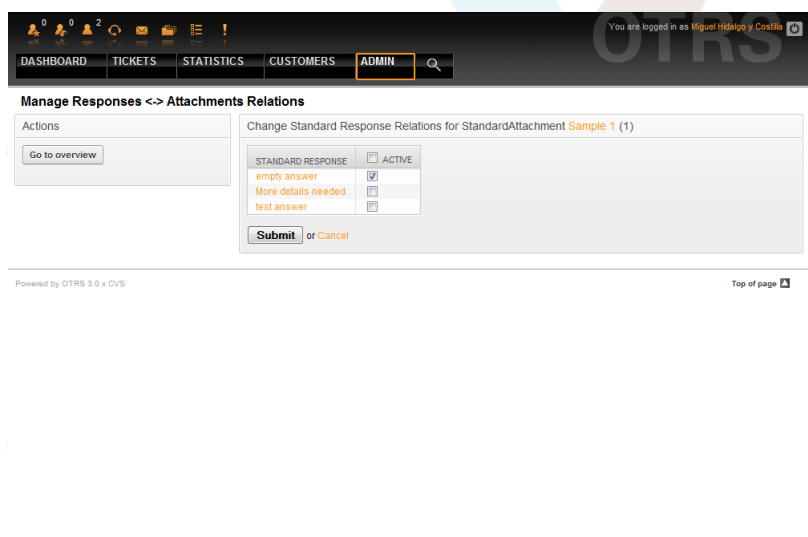 0 0 2
You are logged in as Miguel Hidalgo y Costilla
OTRS
DASHBOARD TICKETS STATISTICS CUSTOMERS ADMIN
Manage Responses <-> Attachments Relations
Actions
Go to overview
Change Standard Response Relations for StandardAttachment Sample 1 (1)
STANDARD RESPONSE ACTIVE
empty answer
More details needed
test answer
Submit or Cancel
Powered by OTRS 3.0.x CVS
Top of page